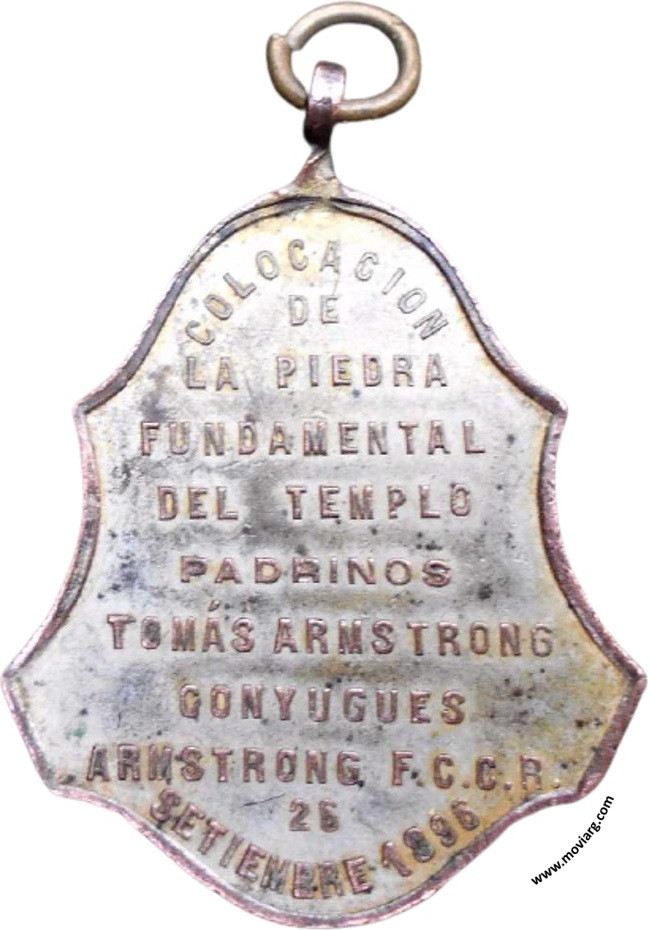 COLOCACION
DE
LA PIEDRA
FUNDAMENTAL
DEL TEMPLO
PADRINOS
TOMÁS ARMSTRONG
CONYUGUES
ARMSTRONG F.C.C.R.
26
SETIEMBRE 1896
www.moviarg.com